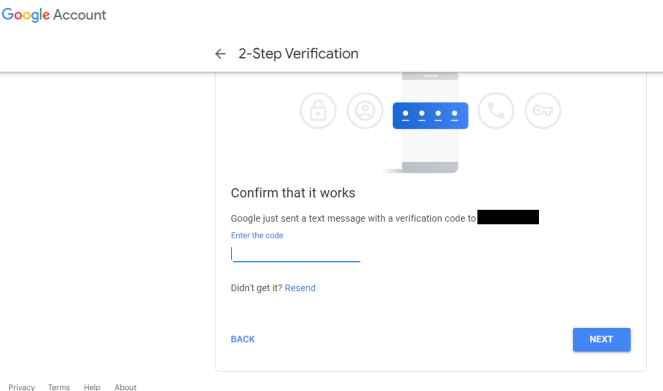 Google Account
← 2-Step Verification
Confirm that it works
Google just sent a text message with a verification code to
Enter the code
Didn't get it? Resend
BACK
NEXT
Privacy Terms Help About